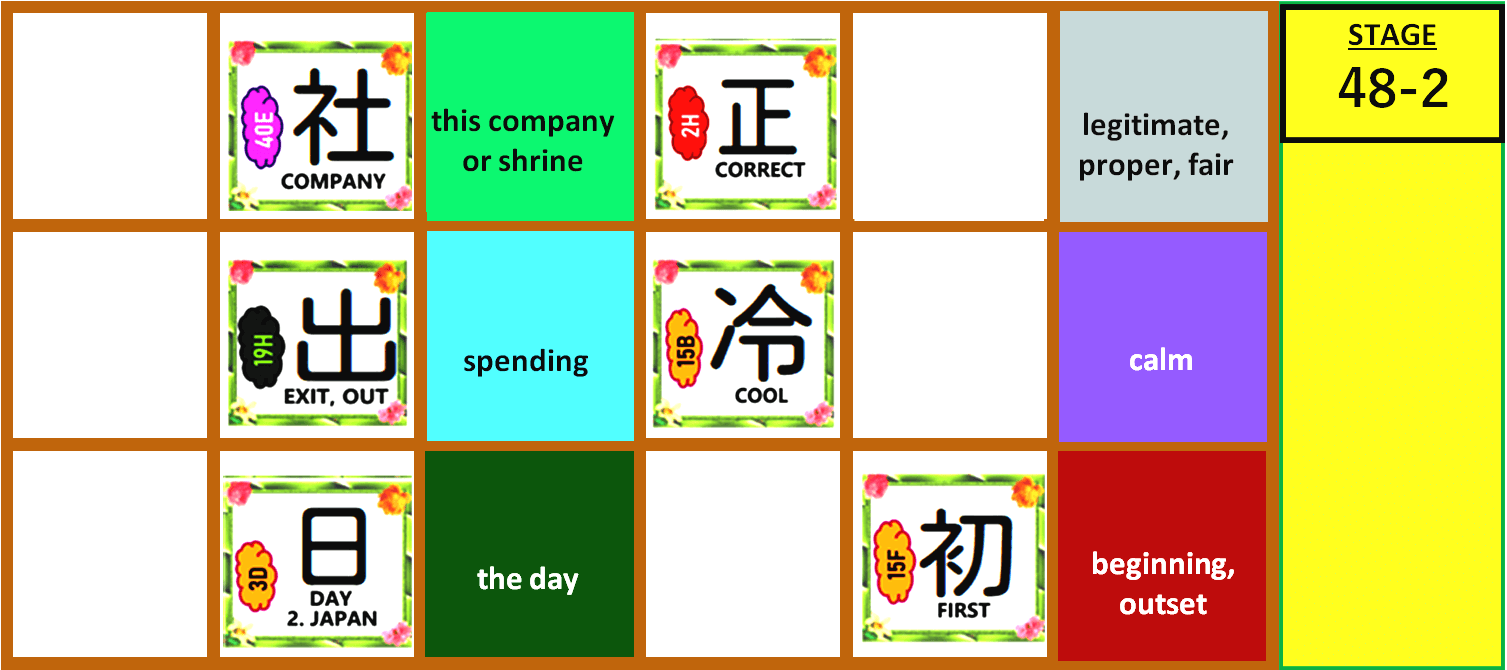 40E
社
COMPANY
this company
or shrine
2H
正
CORRECT
legitimate,
proper, fair
STAGE
48-2
19H
出
EXIT, OUT
spending
15B
冷
COOL
calm
3D
日
DAY
2. JAPAN
the day
15F
初
FIRST
beginning,
outset